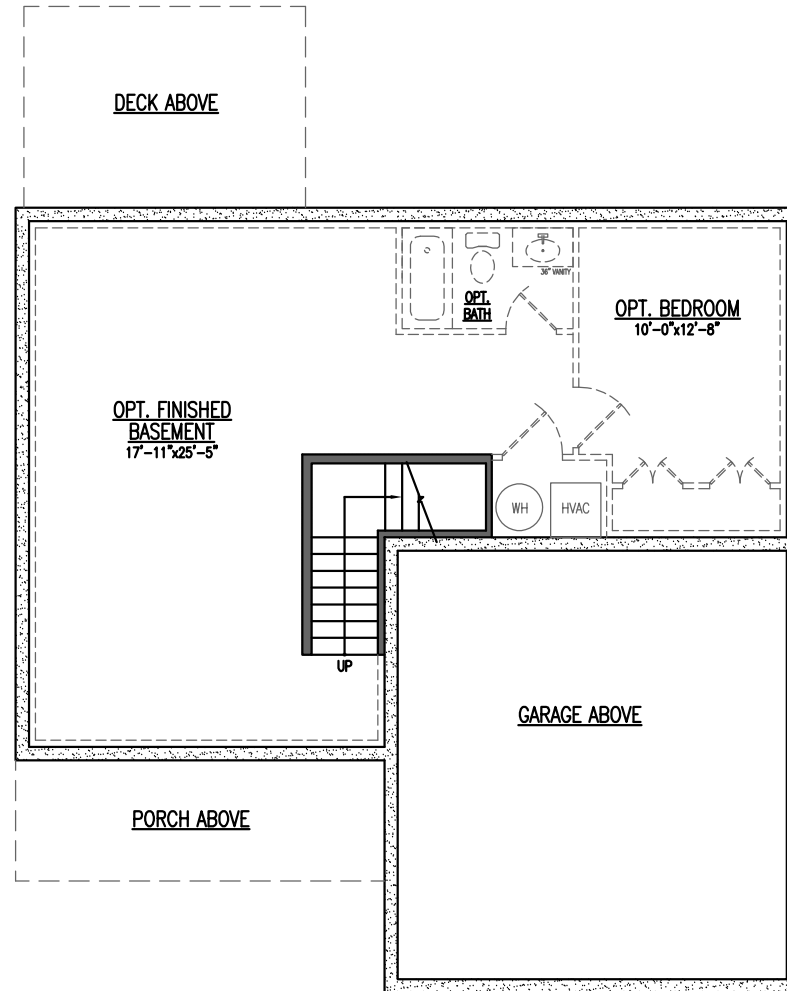 DECK ABOVE
36" VANITY
OPT.
BATH
OPT. BEDROOM
10'-0"x12'-8"
OPT. FINISHED
BASEMENT
17'-11"x25'-5"
WH
HVAC
UP
GARAGE ABOVE
PORCH ABOVE